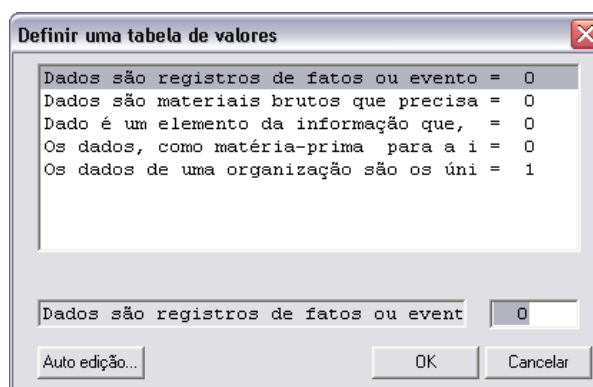 Definir uma tabela de valores
Dados são registros de fatos ou evento = 0
Dados são materiais brutos que precisa = 0
Dado é um elemento da informação que, = 0
Os dados, como matéria-prima para a i = 0
Os dados de uma organização são os úni = 1
Dados são registros de fatos ou event 0
Auto edição... OK Cancelar